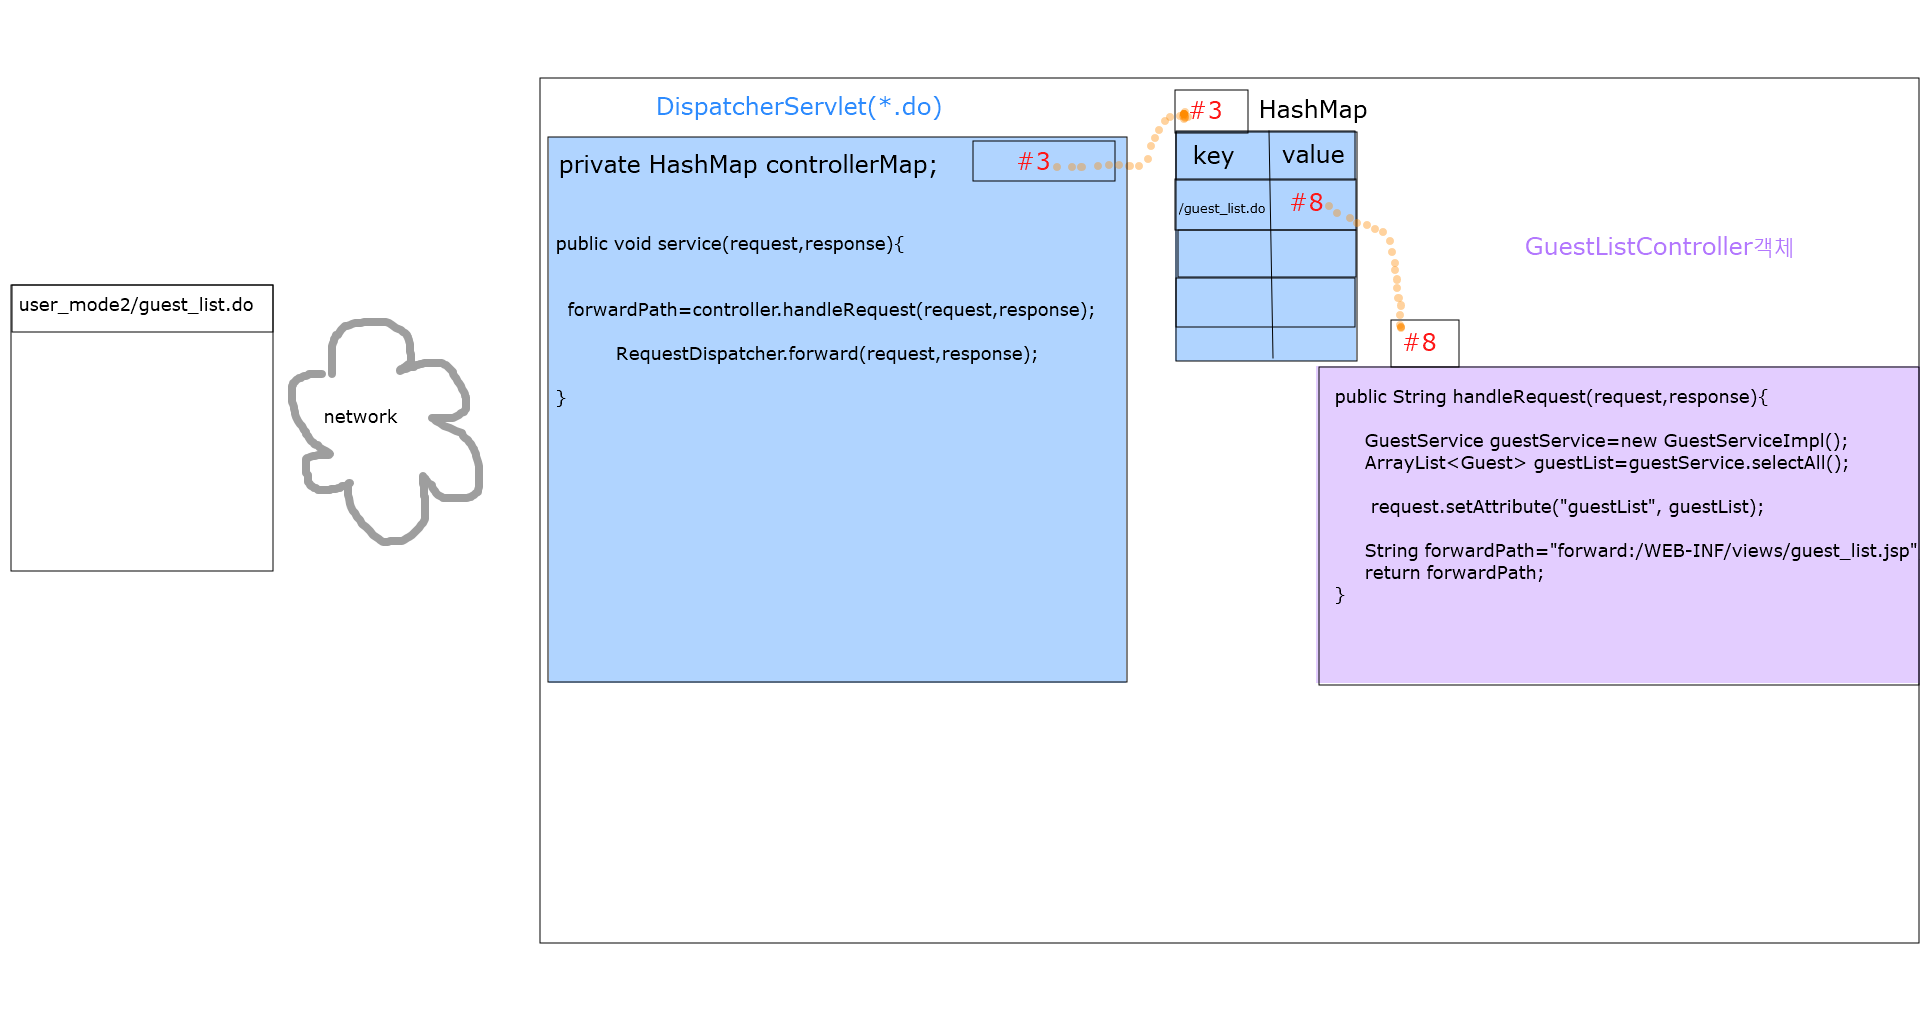 user_mode2/guest_list.do
network
DispatcherServlet(*.do)
private HashMap controllerMap;
#3
public void service(request,response){
forwardPath=controller.handleRequest(request,response);
RequestDispatcher.forward(request,response);
}
#3
HashMap
key value
/guest_list.do #8
GuestListController객체
#8
public String handleRequest(request,response){
GuestService guestService=new GuestServiceImpl();
ArrayList<Guest> guestList=guestService.selectAll();
request.setAttribute("guestList", guestList);
String forwardPath="forward:/WEB-INF/views/guest_list.jsp"
return forwardPath;
}